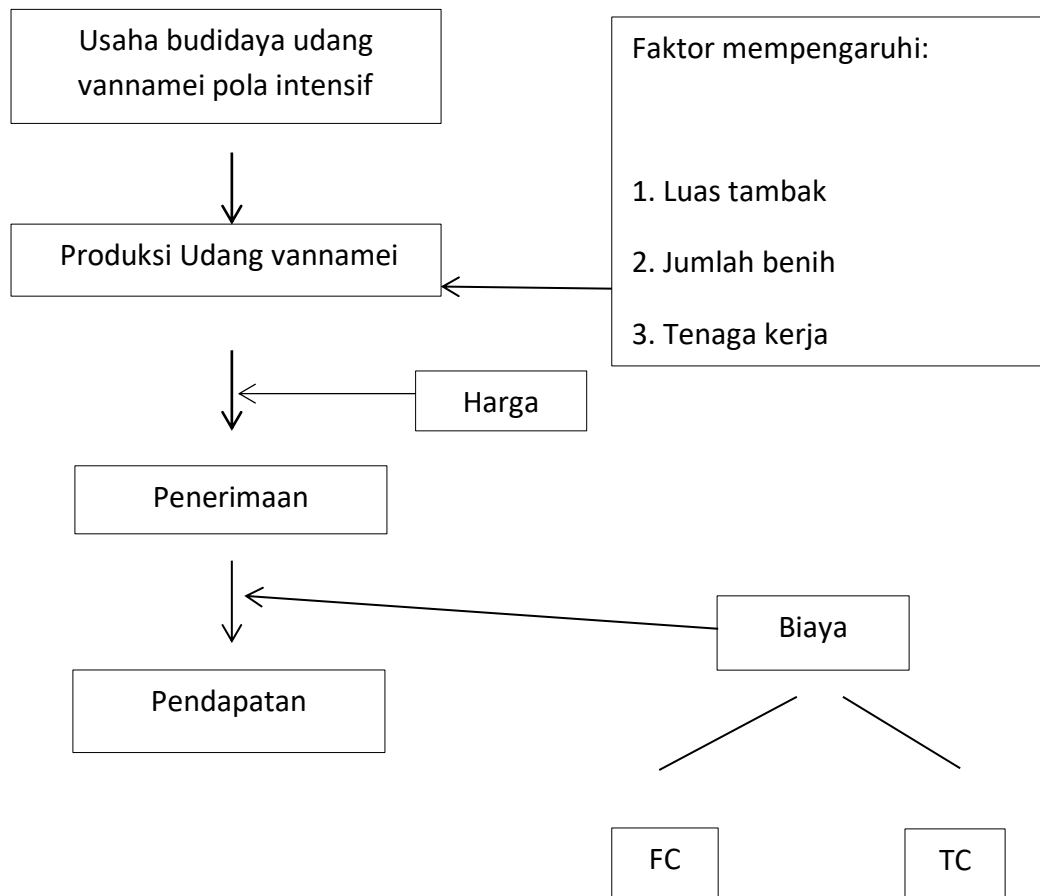 Usaha budidaya udang
vannamei pola intensif
Faktor mempengaruhi:
1. Luas tambak
2. Jumlah benih
3. Tenaga kerja
Produksi Udang vannamei
Harga
Penerimaan
Biaya
Pendapatan
FC
TC